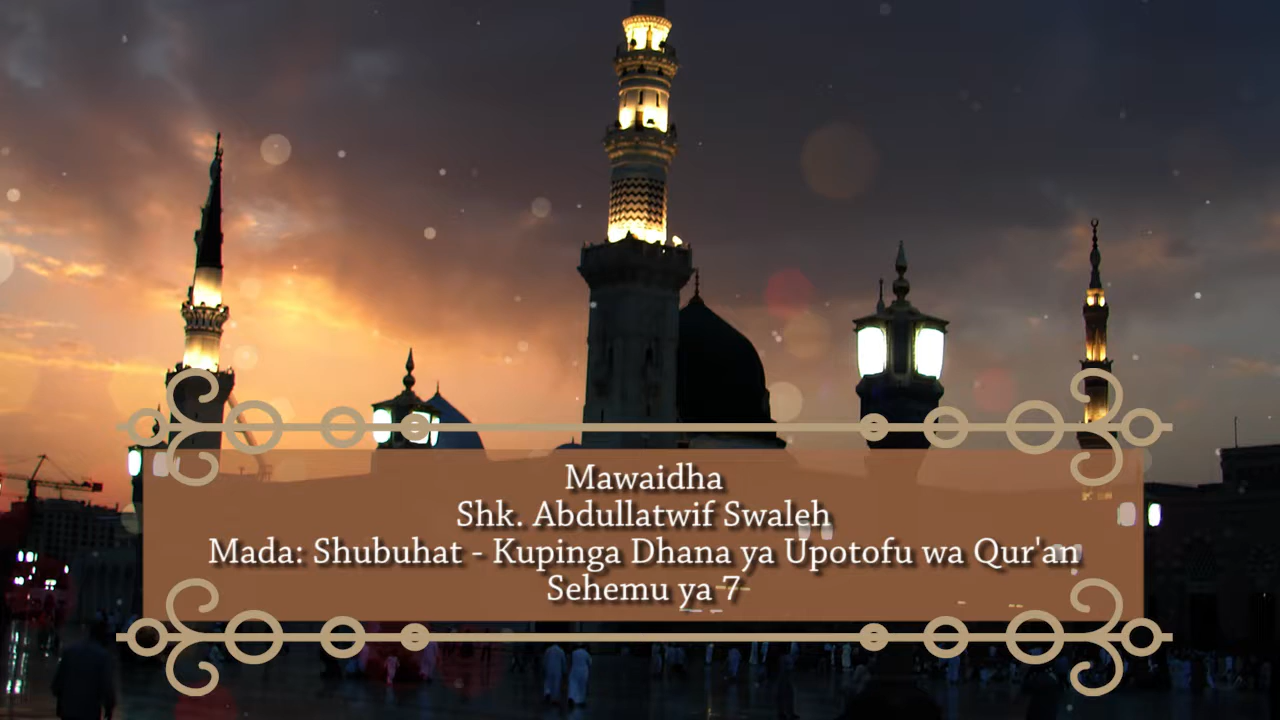 Mawaidha
Shk. Abdullatwif Swaleh
Mada: Shubuhat - Kupinga Dhana ya Upotofu wa Qur'an
Sehemu ya 7